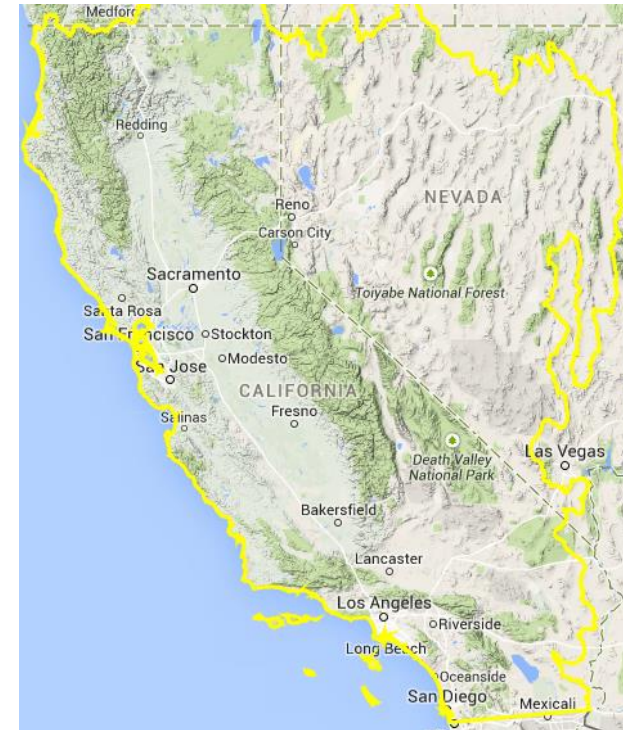 Medford
Redding
NEVADA
Reno
Carson City
Sacramento
Toiyabe National Forest
Santa Rosa
San Francisco
Stockton
Modesto
San Jose
CALIFORNIA
Fresno
Salinas
Las Vegas
Death Valley
National Park
Bakersfield
Lancaster
Los Angeles
Riverside
Long Beach
Oceanside
San Diego
Mexicali